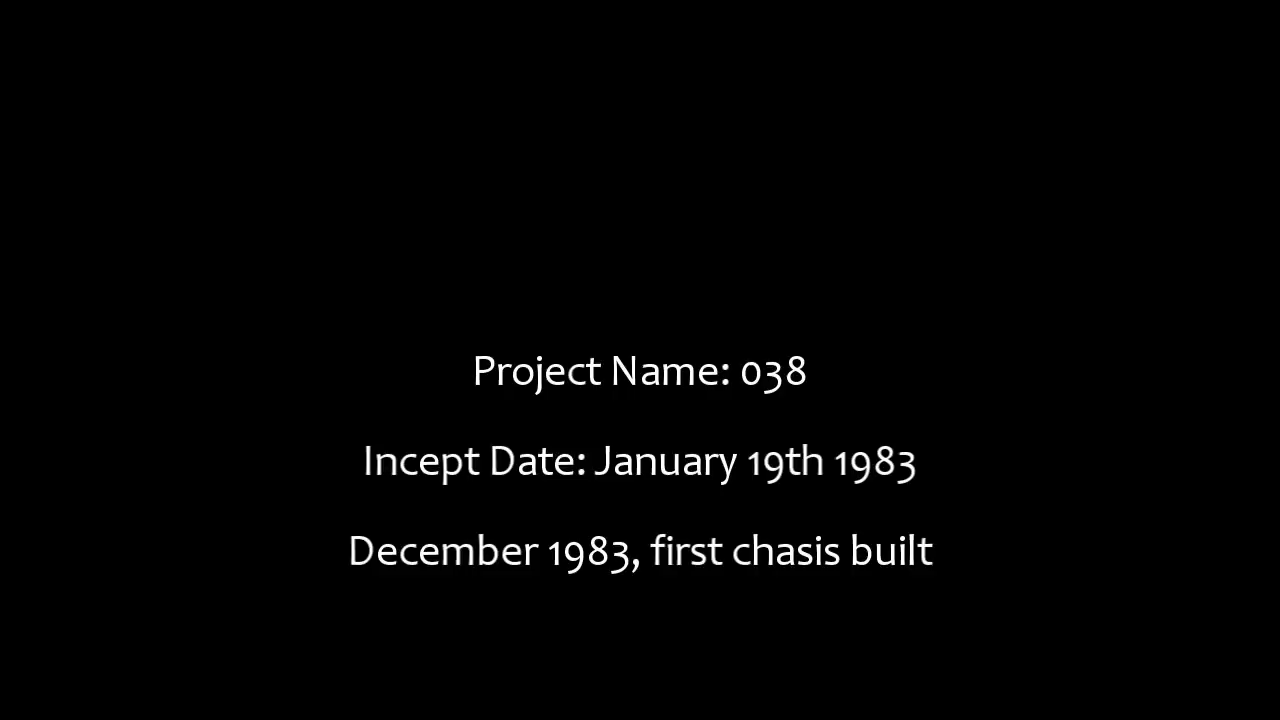 Project Name: 038
Incept Date: January 19th 1983
December 1983, first chasis built